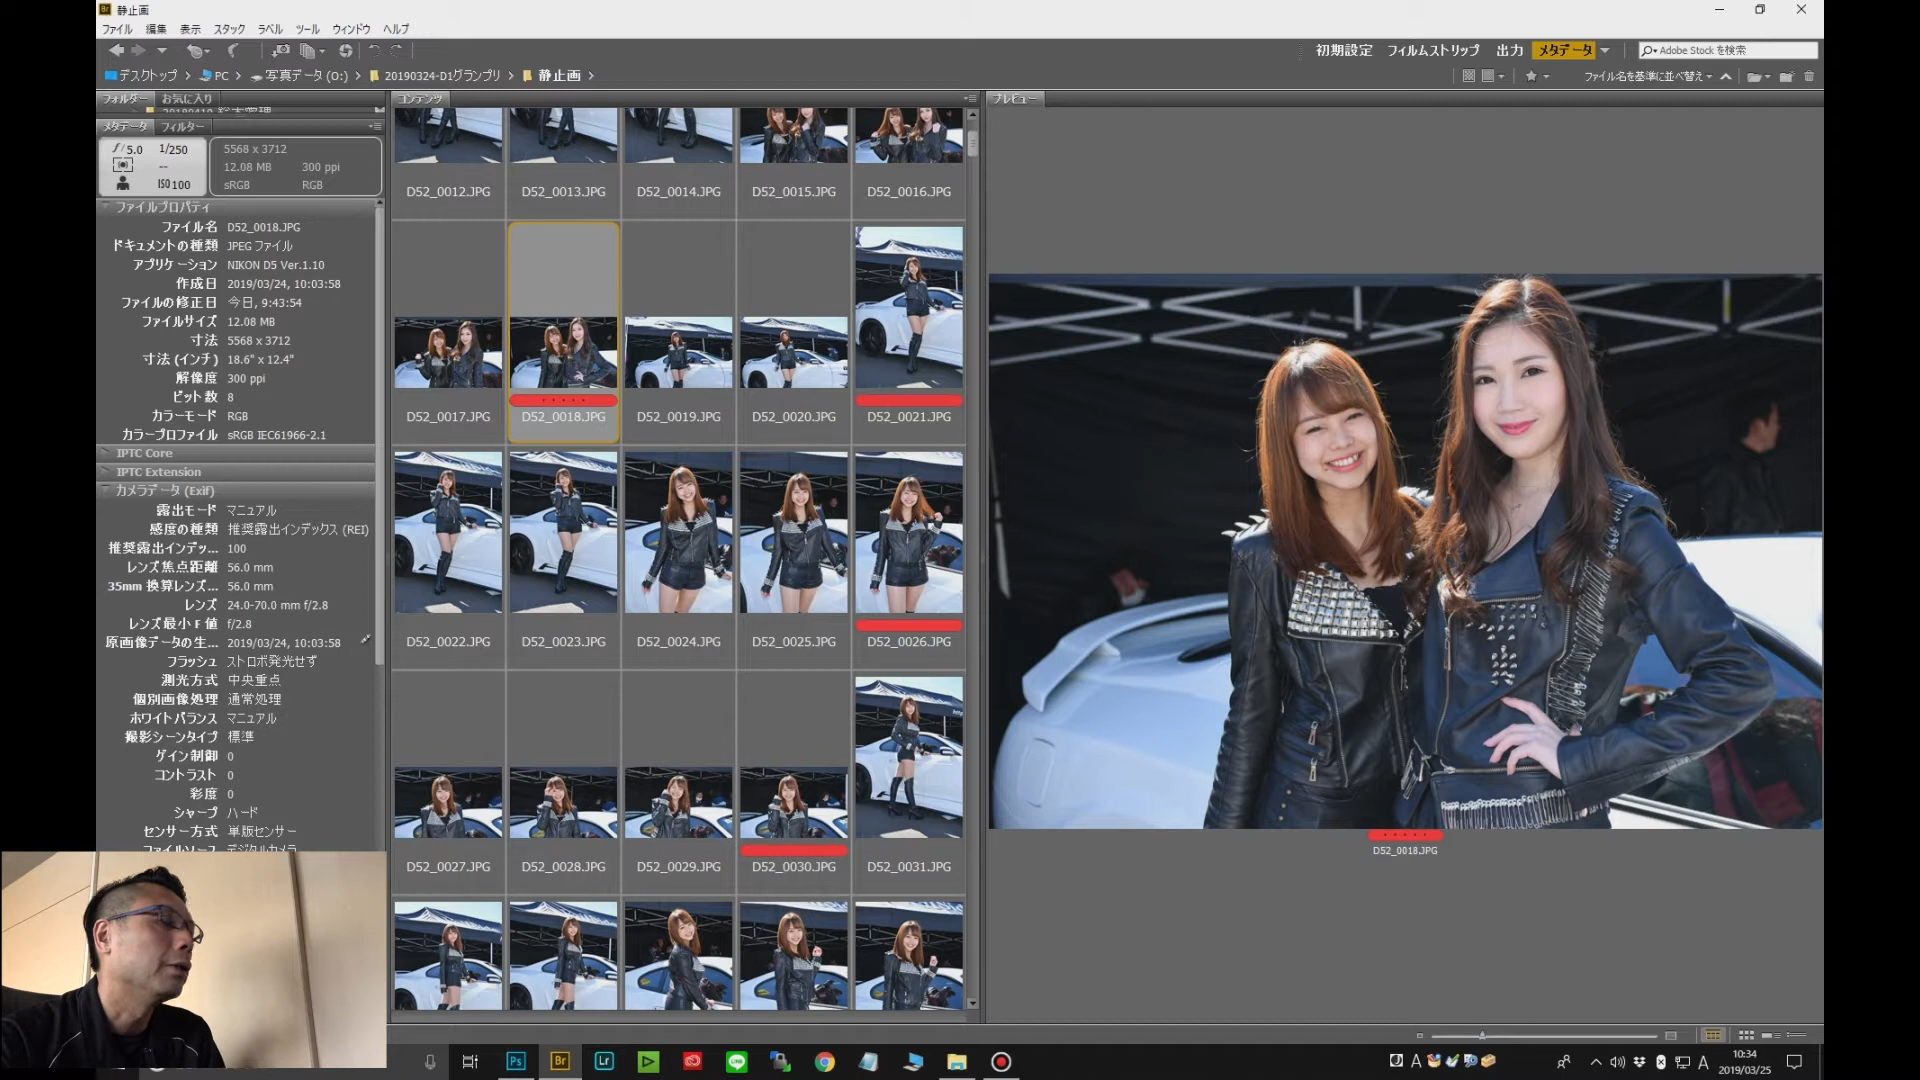 Br 静止画
ファイル 編集 表示 スタック ラベル ツール ウィンドウ ヘルプ
初期設定 フィルムストリップ 出力 メタデータ Adobe Stock を検索
デスクトップ PC 写真データ (O:) 20190324-D1グランプリ 静止画 ファイル名を基準に並べ替え
フォルダー お気に入り コンテンツ プレビュー
メタデータ フィルター
f/5.0 1/250 5568 x 3712
-- 12.08 MB 300 ppi
ISO100 sRGB RGB
ファイルプロパティ
ファイル名 D52_0018.JPG
ドキュメントの種類 JPEG ファイル
アプリケーション NIKON D5 Ver.1.10
作成日 2019/03/24, 10:03:58
ファイルの修正日 今日, 9:43:54
ファイルサイズ 12.08 MB
寸法 5568 x 3712
寸法 (インチ) 18.6" x 12.4"
解像度 300 ppi
ビット数 8
カラーモード RGB
カラープロファイル sRGB IEC61966-2.1
IPTC Core
IPTC Extension
カメラデータ (Exif)
露出モード マニュアル
感度の種類 推奨露出インデックス (REI)
推奨露出インデッ... 100
レンズ焦点距離 56.0 mm
35mm 換算レンズ... 56.0 mm
レンズ 24.0-70.0 mm f/2.8
レンズ最小 F 値 f/2.8
原画像データの生... 2019/03/24, 10:03:58
フラッシュ ストロボ発光せず
測光方式 中央重点
個別画像処理 通常処理
ホワイトバランス マニュアル
撮影シーンタイプ 標準
ゲイン制御 0
コントラスト 0
彩度 0
シャープ ハード
センサー方式 単版センサー
ファイルソース デジタルカメラ
D52_0012.JPG D52_0013.JPG D52_0014.JPG D52_0015.JPG D52_0016.JPG
D52_0017.JPG D52_0018.JPG D52_0019.JPG D52_0020.JPG D52_0021.JPG
D52_0022.JPG D52_0023.JPG D52_0024.JPG D52_0025.JPG D52_0026.JPG
D52_0027.JPG D52_0028.JPG D52_0029.JPG D52_0030.JPG D52_0031.JPG
D52_0018.JPG
Ps Br Lr LINE A A 10:34
2019/03/25